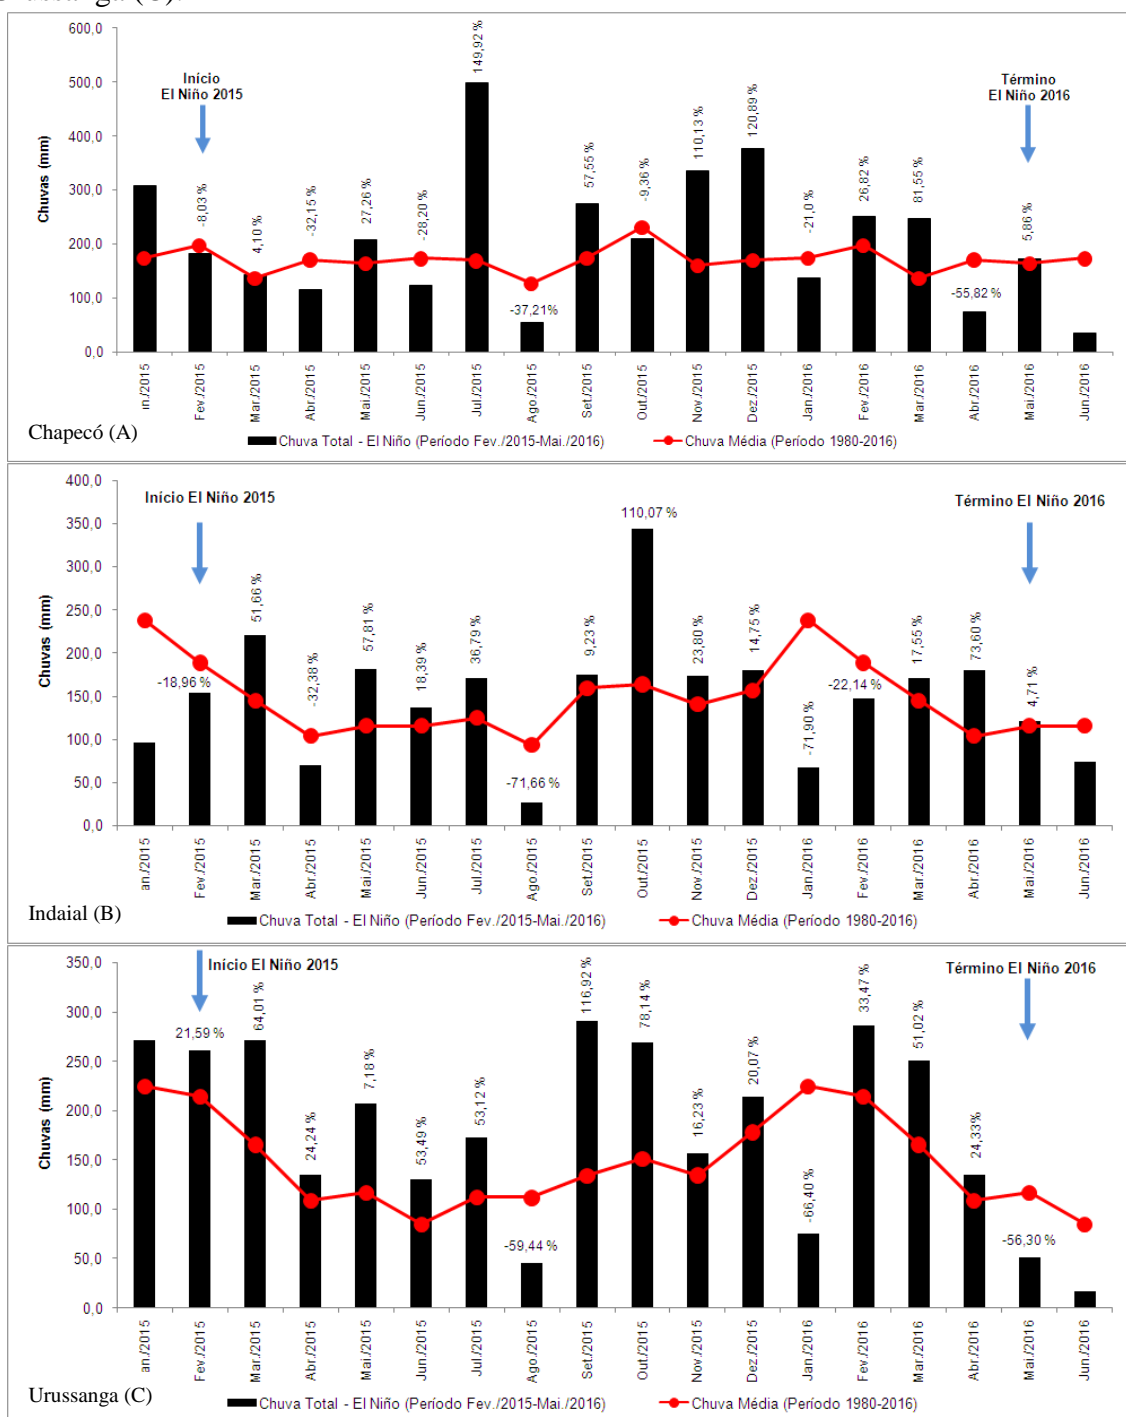 600,0
500,0
400,0
300,0
200,0
100,0
0,0
Chuvas (mm)
Início
El Niño 2015
Término
El Niño 2016
-8,03 %
4,10 %
-32,15 %
27,26 %
-28,20 %
149,92 %
-37,21%
57,55 %
-9,36 %
110,13 %
120,89 %
-21,0 %
26,82 %
81,55 %
-55,82 %
5,86 %
n./2015
Fev./2015
Mar./2015
Abr./2015
Mai./2015
Jun./2015
Jul./2015
Ago./2015
Set./2015
Out./2015
Nov./2015
Dez./2015
Jan./2016
Fev./2016
Mar./2016
Abr./2016
Mai./2016
Jun./2016
Chapecó (A)
Chuva Total - El Niño (Período Fev./2015-Mai./2016)
Chuva Média (Período 1980-2016)
400,0
350,0
300,0
250,0
200,0
150,0
100,0
50,0
0,0
Chuvas (mm)
Início El Niño 2015
Término El Niño 2016
-18,96 %
51,66 %
-32,38 %
57,81 %
18,39 %
36,79 %
-71,66 %
9,23 %
110,07 %
23,80 %
14,75 %
-71,90 %
-22,14 %
17,55 %
73,60 %
4,71 %
an./2015
Fev./2015
Mar./2015
Abr./2015
Mai./2015
Jun./2015
Jul./2015
Ago./2015
Set./2015
Out./2015
Nov./2015
Dez./2015
Jan./2016
Fev./2016
Mar./2016
Abr./2016
Mai./2016
Jun./2016
Indaial (B)
Chuva Total - El Niño (Período Fev./2015-Mai./2016)
Chuva Média (Período 1980-2016)
350,0
300,0
250,0
200,0
150,0
100,0
50,0
0,0
Chuvas (mm)
Início El Niño 2015
Término El Niño 2016
21,59 %
64,01 %
24,24 %
7,18 %
53,49 %
53,12 %
-59,44 %
116,92 %
78,14 %
16,23 %
20,07 %
-66,40 %
33,47 %
51,02 %
24,33%
-56,30 %
an./2015
Fev./2015
Mar./2015
Abr./2015
Mai./2015
Jun./2015
Jul./2015
Ago./2015
Set./2015
Out./2015
Nov./2015
Dez./2015
Jan./2016
Fev./2016
Mar./2016
Abr./2016
Mai./2016
Jun./2016
Urussanga (C)
Chuva Total - El Niño (Período Fev./2015-Mai./2016)
Chuva Média (Período 1980-2016)